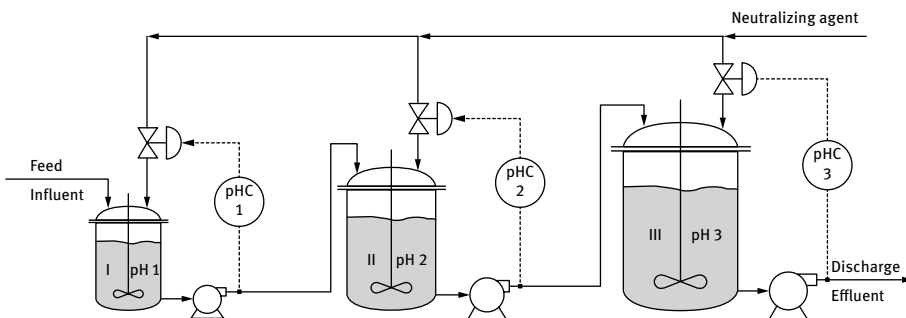 Neutralizing agent
Feed
Influent
pHC
1
pHC
2
pHC
3
I
pH 1
II
pH 2
III
pH 3
Discharge
Effluent